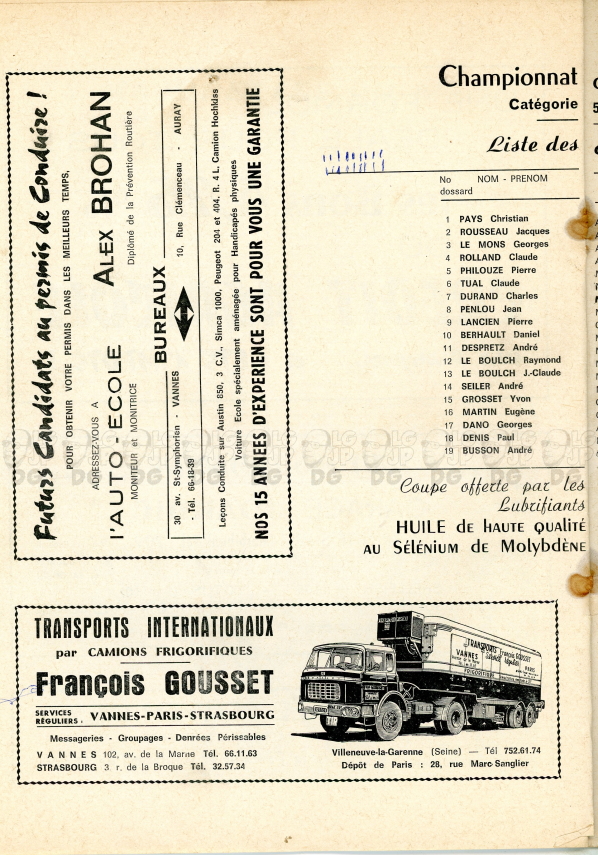 Futurs Candidats au permis de Conduire !
POUR OBTENIR VOTRE PERMIS DANS LES MEILLEURS TEMPS,
ADRESSEZ-VOUS A
l'AUTO-ÉCOLE ALEX BROHAN
MONITEUR et MONITRICE Diplômé de la Prévention Routière
BUREAUX
30 av. St-Symphorien - VANNES
- Tél. 66-18-39
10, Rue Clémenceau - AURAY
Leçons Conduite sur Austin 850, 3 C.V., Simca 1000, Peugeot 204 et 404, R. 4 L, Camion Hochkiss
Voiture Ecole spécialement aménagée pour Handicapés physiques
NOS 15 ANNEES D'EXPERIENCE SONT POUR VOUS UNE GARANTIE
Championnat
Catégorie
Liste des
No NOM - PRENOM
dossard
1 PAYS Christian
2 ROUSSEAU Jacques
3 LE MONS Georges
4 ROLLAND Claude
5 PHILOUZE Pierre
6 TUAL Claude
7 DURAND Charles
8 PENLOU Jean
9 LANCIEN Pierre
10 BERHAULT Daniel
11 DESPRETZ André
12 LE BOULCH Raymond
13 LE BOULCH J.-Claude
14 SEILER André
15 GROSSET Yvon
16 MARTIN Eugène
17 DANO Georges
18 DENIS Paul
19 BUSSON André
Coupe offerte par les
Lubrifiants
HUILE de HAUTE QUALITÉ
AU SÉLÉNIUM de MOLYBDÈNE
TRANSPORTS INTERNATIONAUX
par CAMIONS FRIGORIFIQUES
François GOUSSET
SERVICES RÉGULIERS : VANNES-PARIS-STRASBOURG
Messageries - Groupages - Denrées Périssables
VANNES 102, av. de la Marne Tél. 66.11.63
STRASBOURG 3 r. de la Broque Tél. 32.57.34
TRANSPORTS François GOUSSET
VANNES
PARIS
FRIGORIFIQUE
TIR
Villeneuve-la-Garenne (Seine) — Tél 752.61.74
Dépôt de Paris : 28, rue Marc-Sanglier